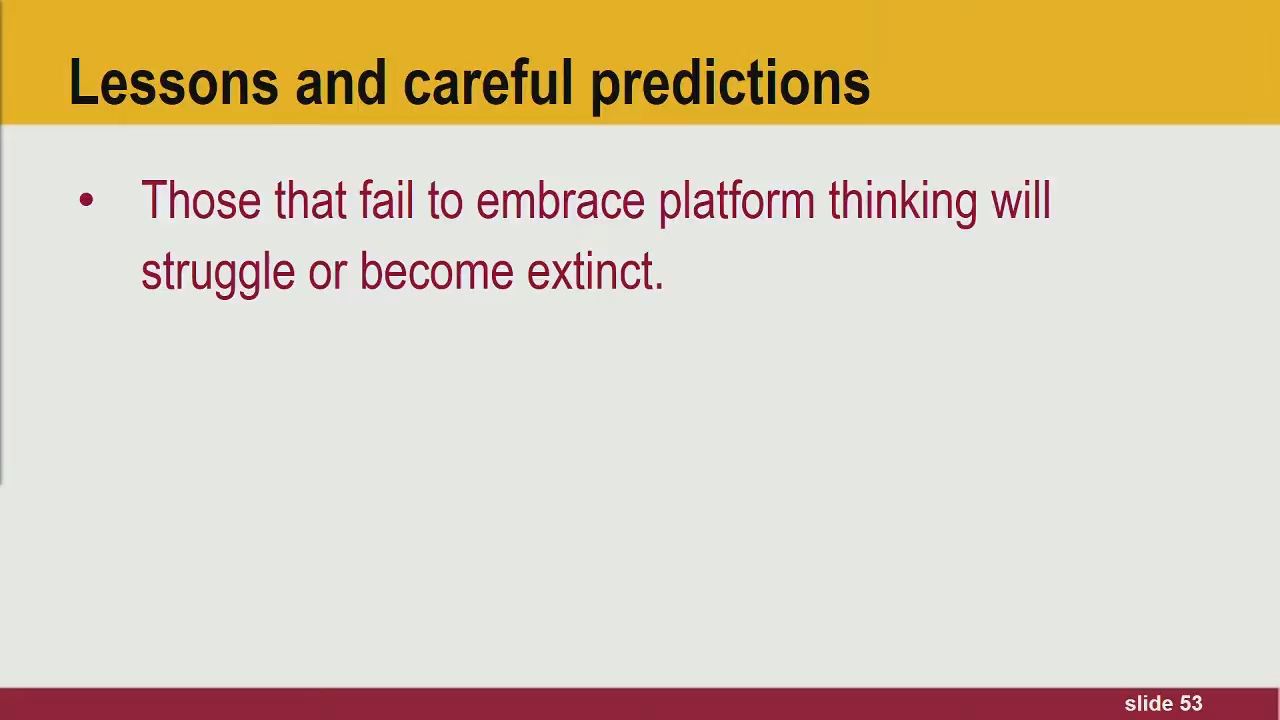 Lessons and careful predictions
• Those that fail to embrace platform thinking will
struggle or become extinct.
slide 53